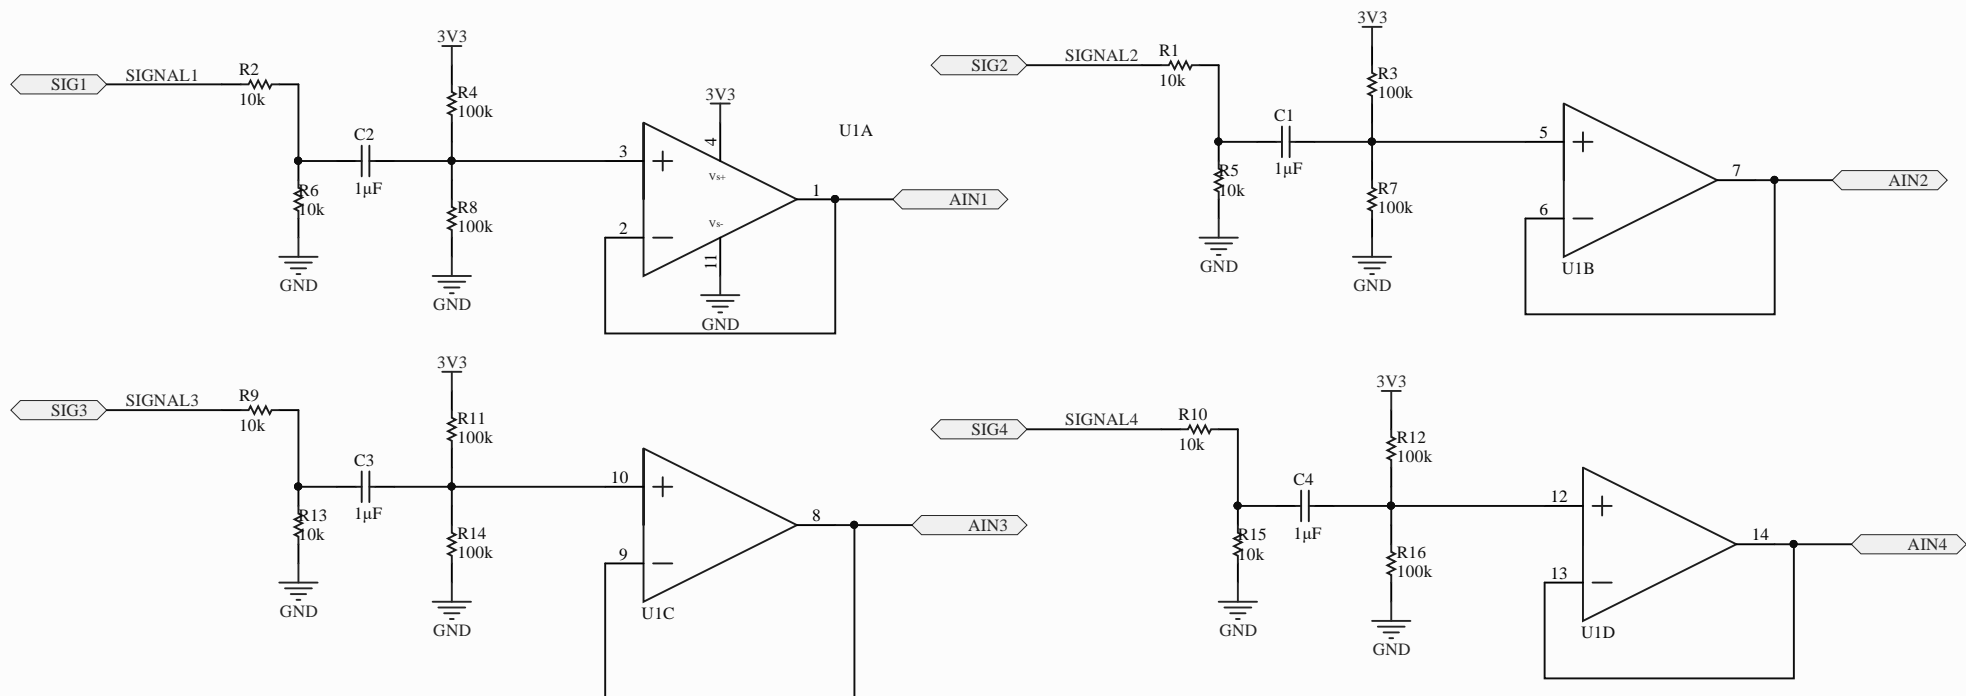 3V3
SIG1
SIGNAL1
R2
10k
C2
1μF
R6
10k
GND
R4
100k
R8
100k
GND
3V3
4
Vs+
Vs-
11
GND
3
2
1
U1A
AIN1
3V3
SIG2
SIGNAL2
R1
10k
C1
1μF
R5
10k
GND
R3
100k
R7
100k
GND
5
6
7
U1B
AIN2
3V3
SIG3
SIGNAL3
R9
10k
C3
1μF
R13
10k
GND
R11
100k
R14
100k
GND
10
9
8
U1C
AIN3
3V3
SIG4
SIGNAL4
R10
10k
C4
1μF
R15
10k
GND
R12
100k
R16
100k
GND
12
13
14
U1D
AIN4